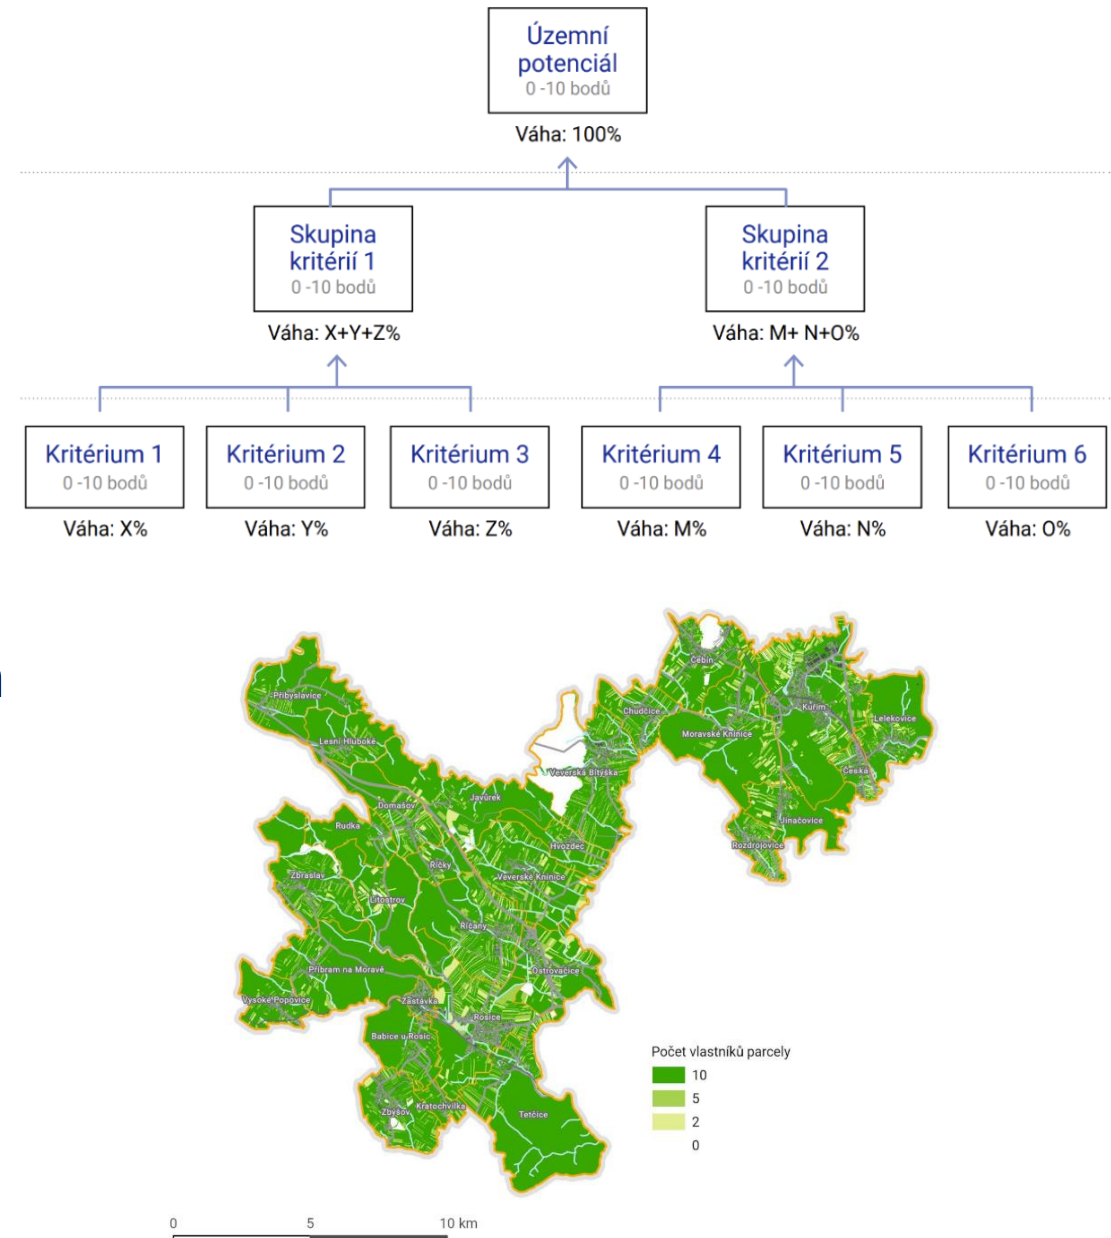 Územní
potenciál
0 -10 bodů
Váha: 100%
Skupina
kritérií 1
0 -10 bodů
Váha: X+Y+Z%
Skupina
kritérií 2
0 -10 bodů
Váha: M+ N+O%
Kritérium 1
0 -10 bodů
Váha: X%
Kritérium 2
0 -10 bodů
Váha: Y%
Kritérium 3
0 -10 bodů
Váha: Z%
Kritérium 4
0 -10 bodů
Váha: M%
Kritérium 5
0 -10 bodů
Váha: N%
Kritérium 6
0 -10 bodů
Váha: O%
Čebín
Přibyslavice
Chudčice
Kuřim
Lelekovice
Moravské Knínice
Lesní Hluboké
Česká
Veverská Bítýška
Javůrek
Domašov
Jinačovice
Rudka
Rozdrojovice
Hvozdec
Říčky
Zbraslav
Veverské Knínice
Litostrov
Říčany
Příbram na Moravě
Ostrovačice
Vysoké Popovice
Zastávka
Rosice
Babice u Rosic
Kratochvilka
Zbýšov
Tetčice
Počet vlastníků parcely
10
5
2
0
0
5
10 km